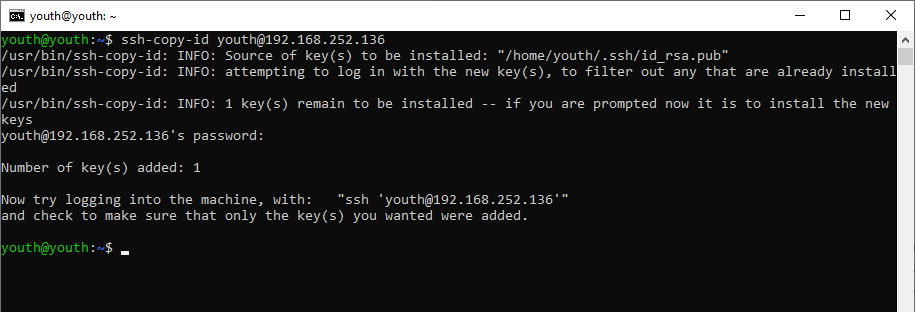 youth@youth: ~
youth@youth:~$ ssh-copy-id youth@192.168.252.136
/usr/bin/ssh-copy-id: INFO: Source of key(s) to be installed: "/home/youth/.ssh/id_rsa.pub"
/usr/bin/ssh-copy-id: INFO: attempting to log in with the new key(s), to filter out any that are already install
ed
/usr/bin/ssh-copy-id: INFO: 1 key(s) remain to be installed -- if you are prompted now it is to install the new
keys
youth@192.168.252.136's password:
Number of key(s) added: 1
Now try logging into the machine, with:   "ssh 'youth@192.168.252.136'"
and check to make sure that only the key(s) you wanted were added.
youth@youth:~$